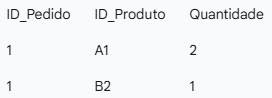 ID_Pedido ID_Produto Quantidade
1 A1 2
1 B2 1